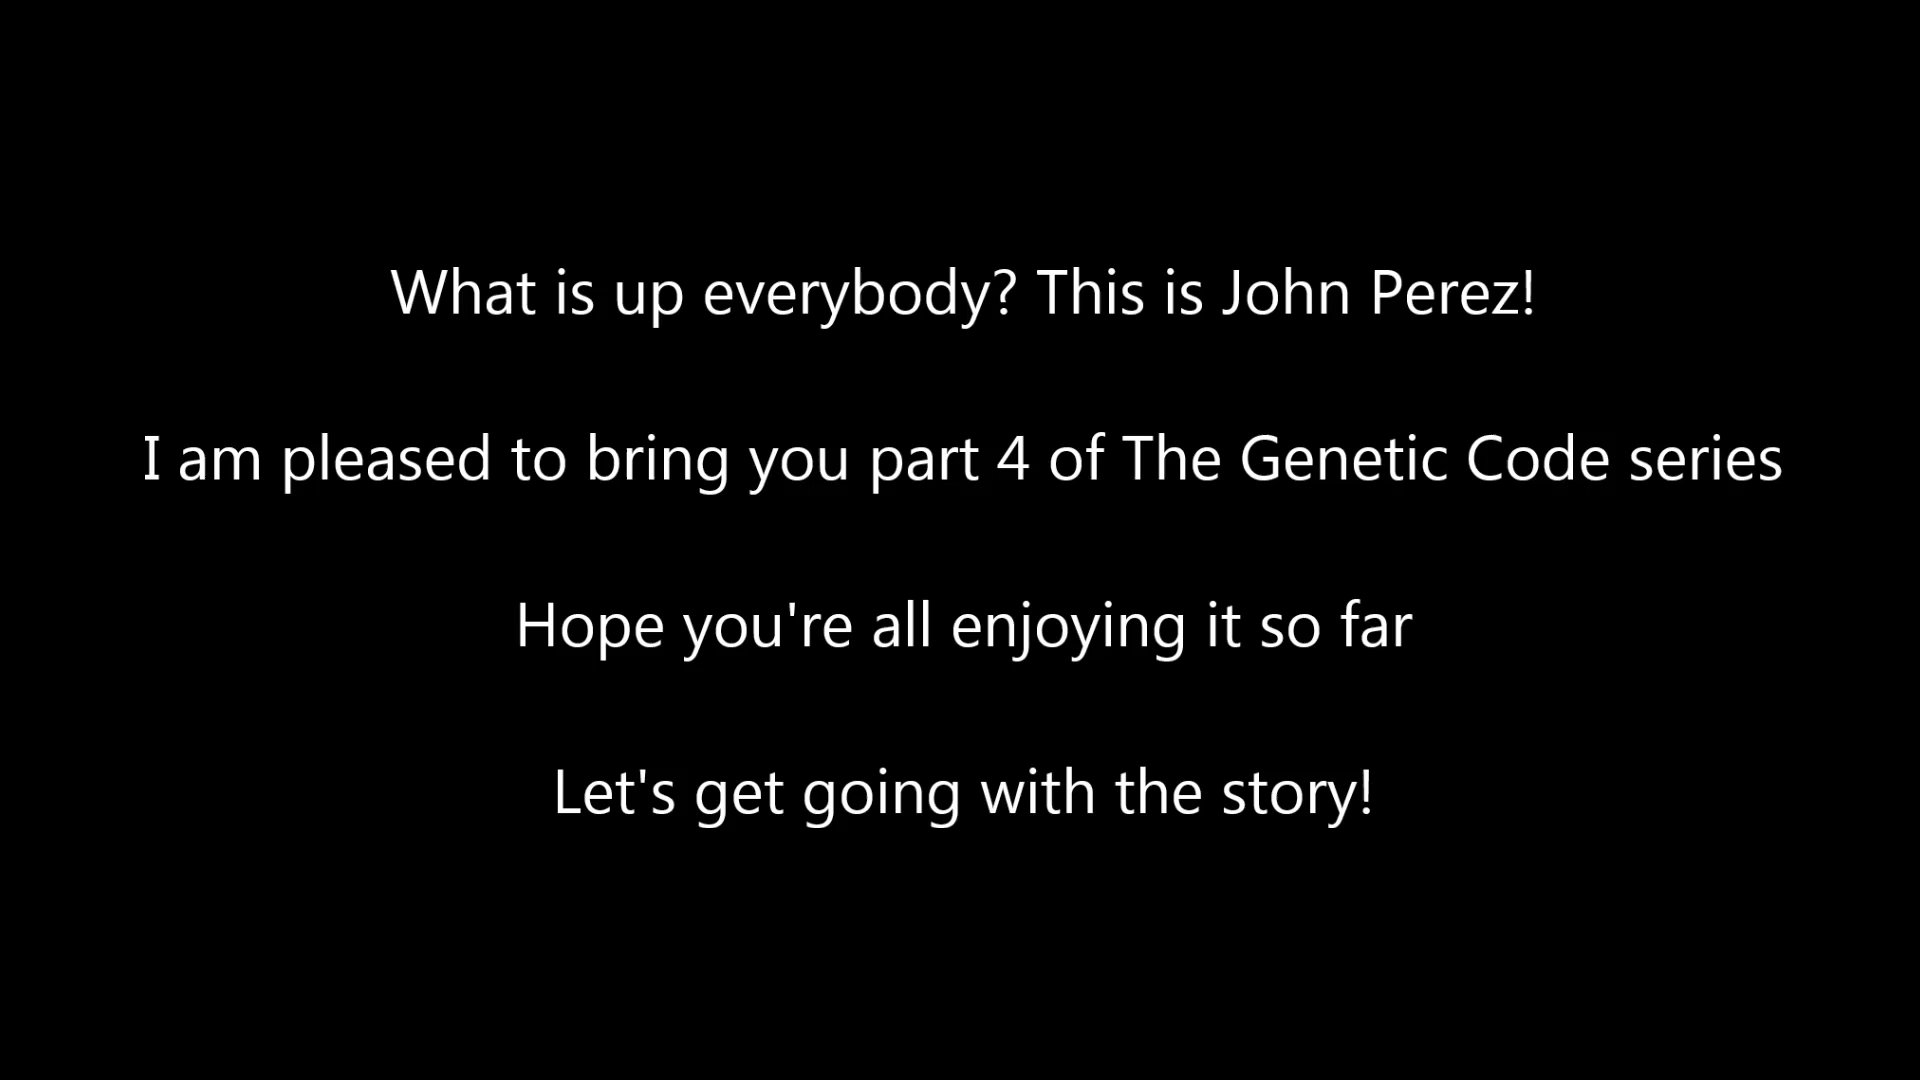 What is up everybody? This is John Perez!
I am pleased to bring you part 4 of The Genetic Code series
Hope you're all enjoying it so far
Let's get going with the story!